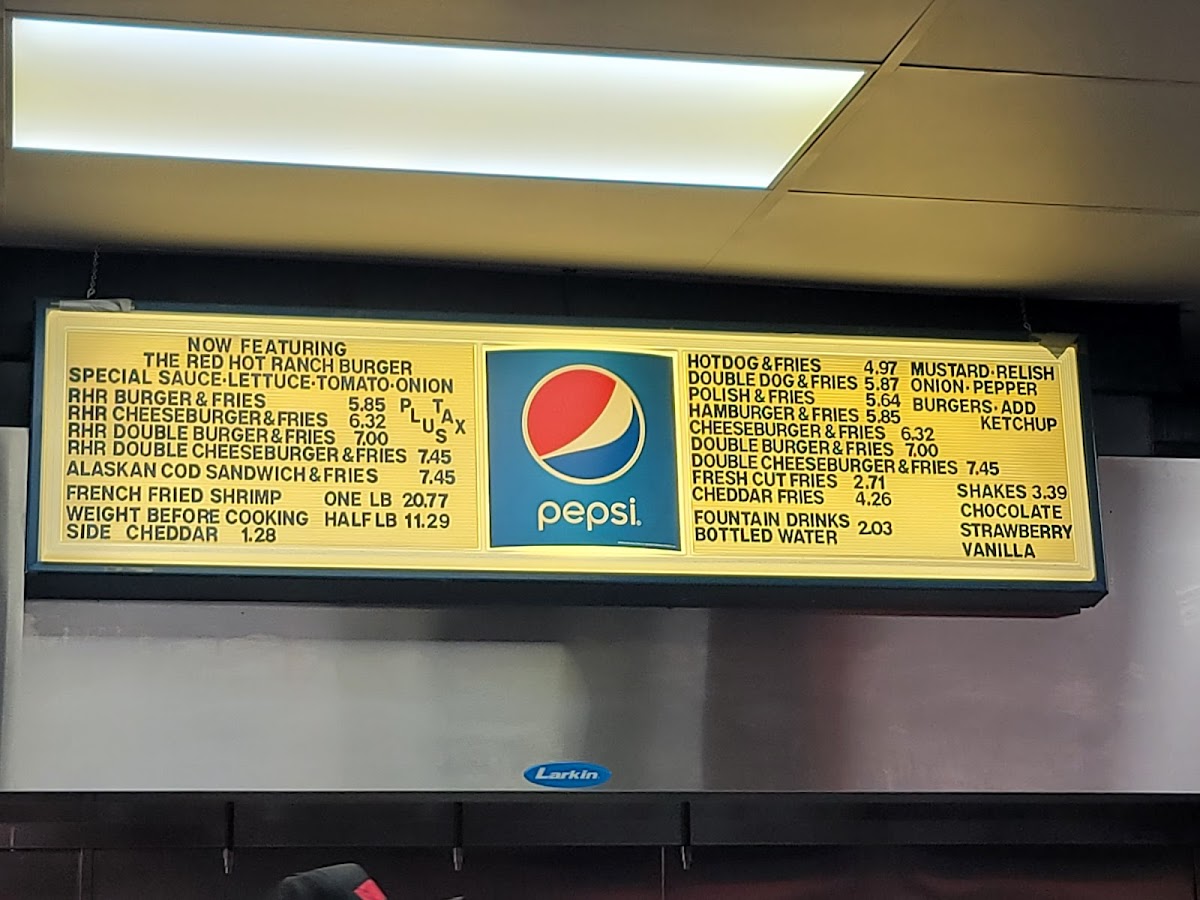 NOW FEATURING
THE RED HOT RANCH BURGER
SPECIAL SAUCE·LETTUCE·TOMATO·ONION
RHR BURGER & FRIES 5.85
RHR CHEESEBURGER & FRIES 6.32
RHR DOUBLE BURGER & FRIES 7.00
RHR DOUBLE CHEESEBURGER & FRIES 7.45
PLUS TAX
ALASKAN COD SANDWICH & FRIES 7.45
FRENCH FRIED SHRIMP ONE LB 20.77
WEIGHT BEFORE COOKING HALF LB 11.29
SIDE CHEDDAR 1.28
pepsi
HOTDOG & FRIES 4.97
DOUBLE DOG & FRIES 5.87
POLISH & FRIES 5.64
HAMBURGER & FRIES 5.85
CHEESEBURGER & FRIES 6.32
DOUBLE BURGER & FRIES 7.00
DOUBLE CHEESEBURGER & FRIES 7.45
FRESH CUT FRIES 2.71
CHEDDAR FRIES 4.26
FOUNTAIN DRINKS 2.03
BOTTLED WATER
MUSTARD·RELISH
ONION·PEPPER
BURGERS·ADD
KETCHUP
SHAKES 3.39
CHOCOLATE
STRAWBERRY
VANILLA
Larkin